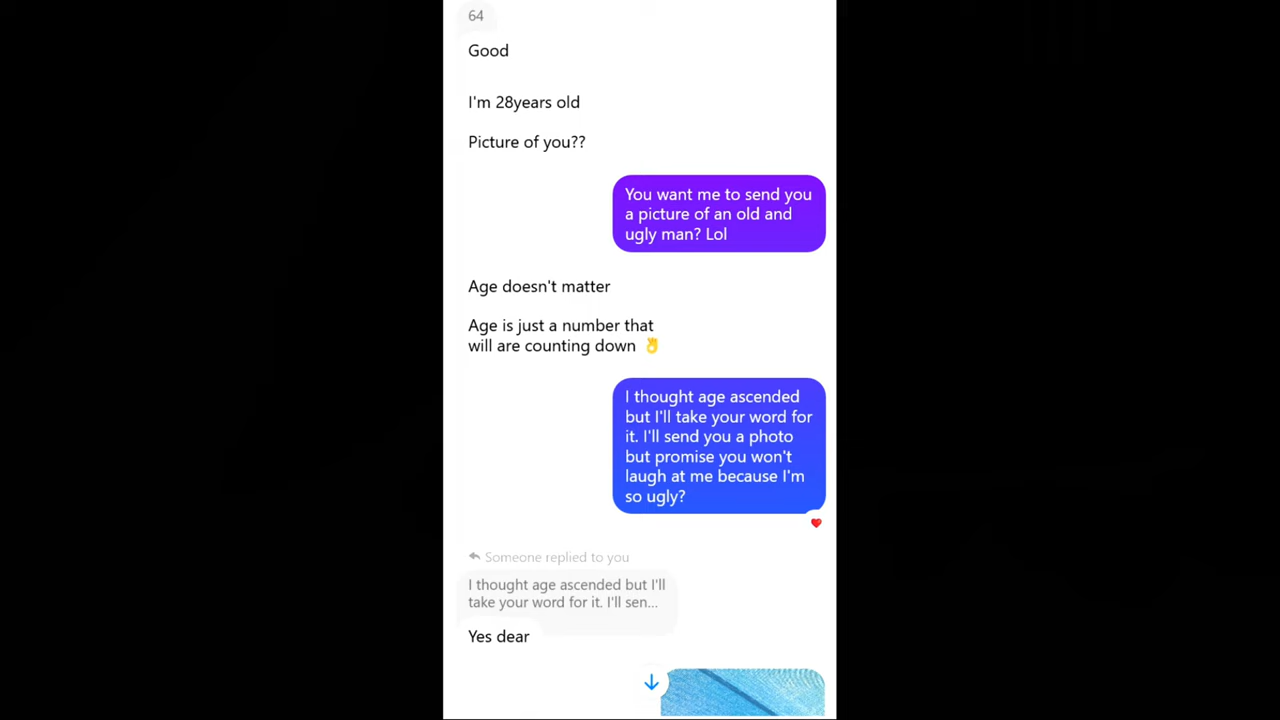 64
Good
I'm 28years old
Picture of you??
You want me to send you
a picture of an old and
ugly man? Lol
Age doesn't matter
Age is just a number that
will are counting down 👌
I thought age ascended
but I'll take your word for
it. I'll send you a photo
but promise you won't
laugh at me because I'm
so ugly?
Someone replied to you
I thought age ascended but I'll
take your word for it. I'll sen...
Yes dear